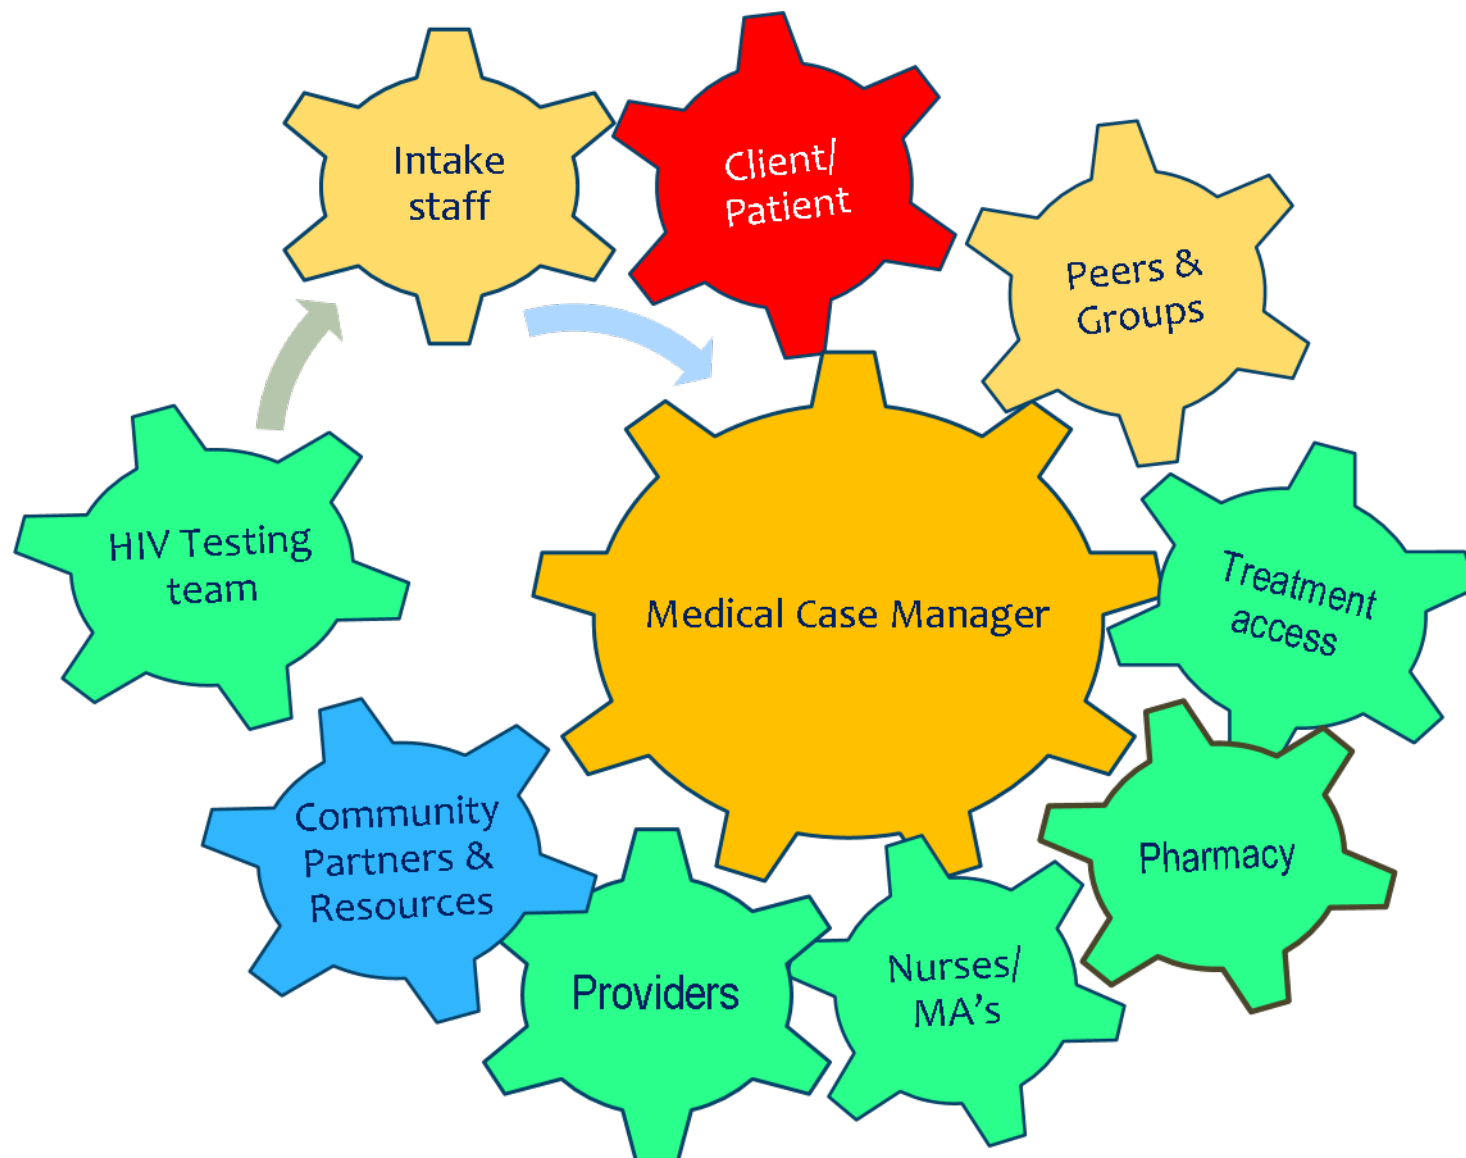 Intake
staff
Client/
Patient
Peers &
Groups
HIV Testing
team
Medical Case Manager
Treatment
access
Community
Partners &
Resources
Pharmacy
Providers
Nurses/
MA's